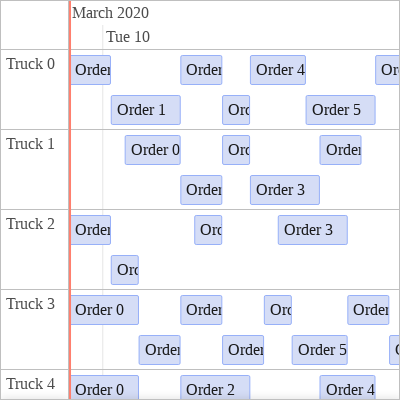 March 2020
Tue 10
Truck 0
Order Order Order 4 Or
Order 1 Orc Order 5
Truck 1
Order 0 Orc Order
Order Order 3
Truck 2
Order Orc Order 3
Orc
Truck 3
Order 0 Order Orc Order
Order Order Order 5
Truck 4
Order 0 Order 2 Order 4